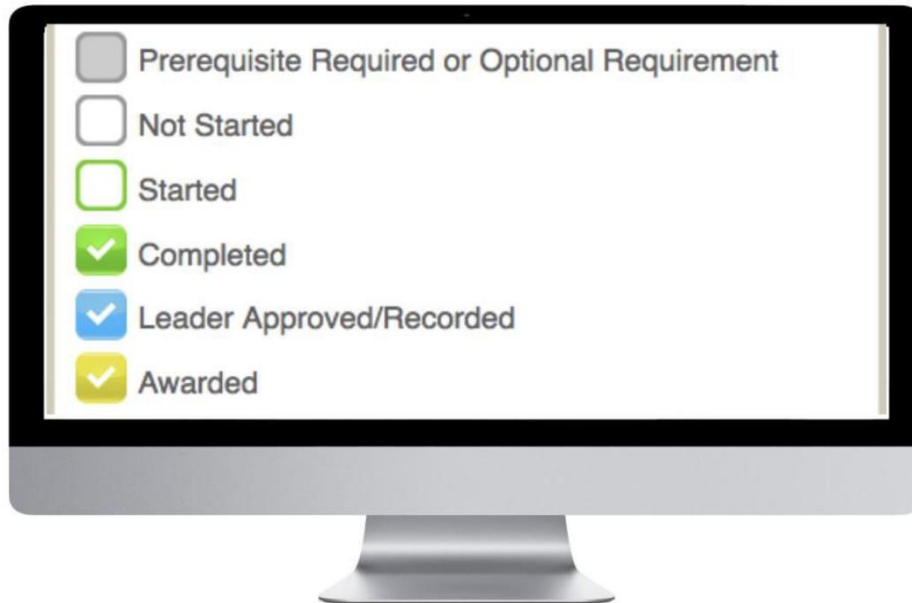 Prerequisite Required or Optional Requirement
Not Started
Started
Completed
Leader Approved/Recorded
Awarded